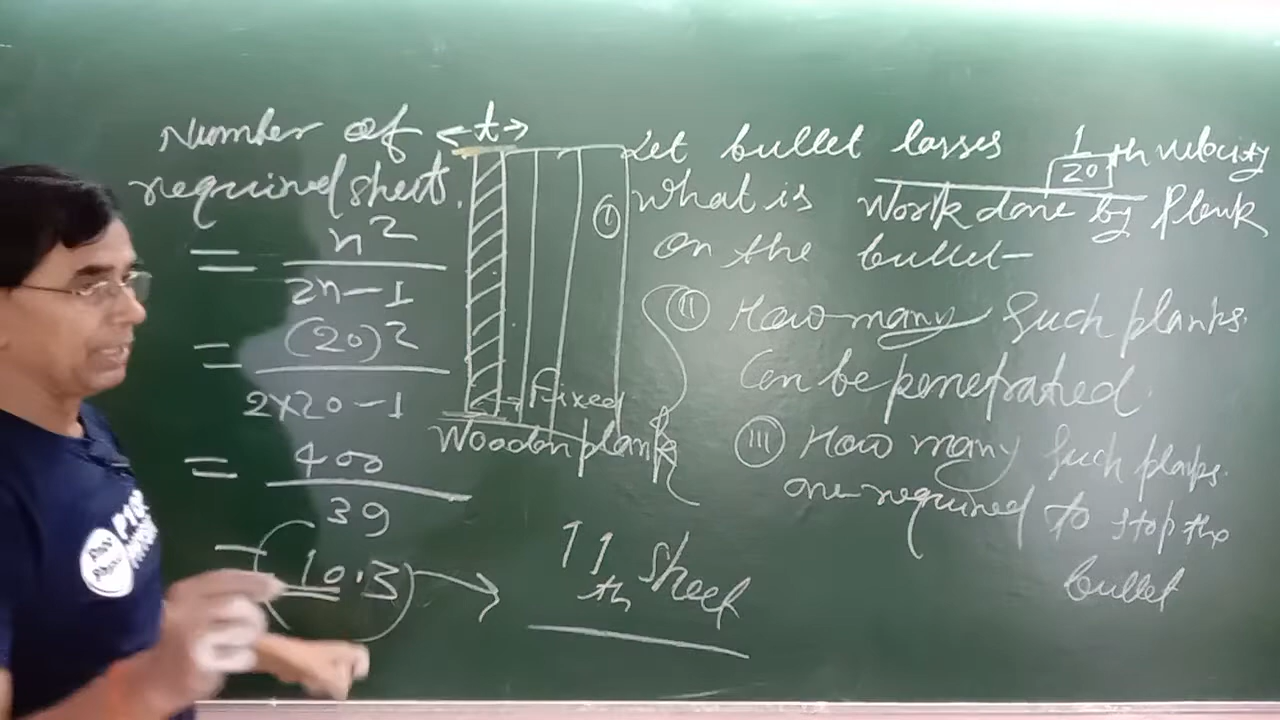 Number of
required sheets.
= n²
2n-1
= (20)²
2×20-1
= 400
39
= 10.3
t
Fixed
Wooden plank
11th sheet
Let bullet losses 1/20 th velocity
(I) What is work done by plank
on the bullet-
(II) How many such planks.
Can be penetrated.
(III) How many such planks.
are required to stop the
bullet